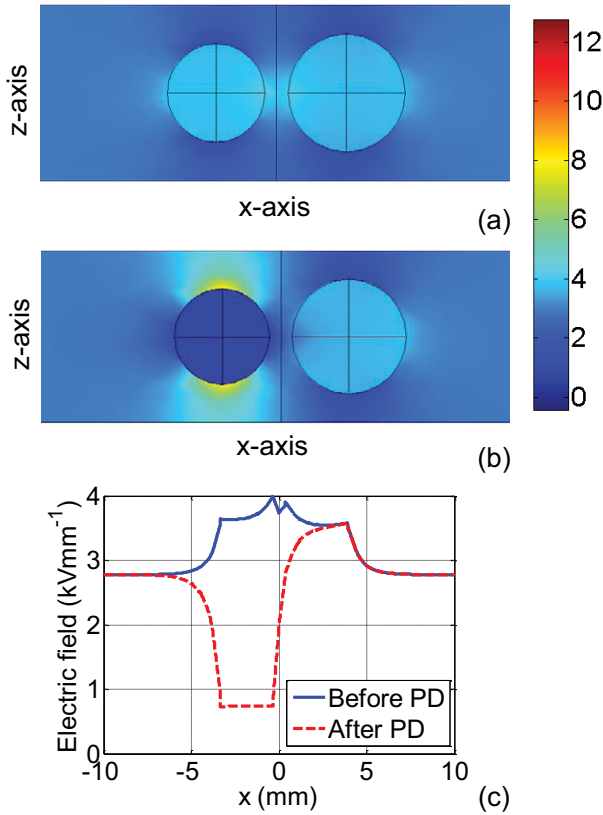 z-axis
x-axis
(a)
12
10
8
6
4
2
0
z-axis
x-axis
(b)
Electric field (kVmm⁻¹)
4
3
2
1
0
Before PD
After PD
-10
-5
0
5
10
x (mm)
(c)